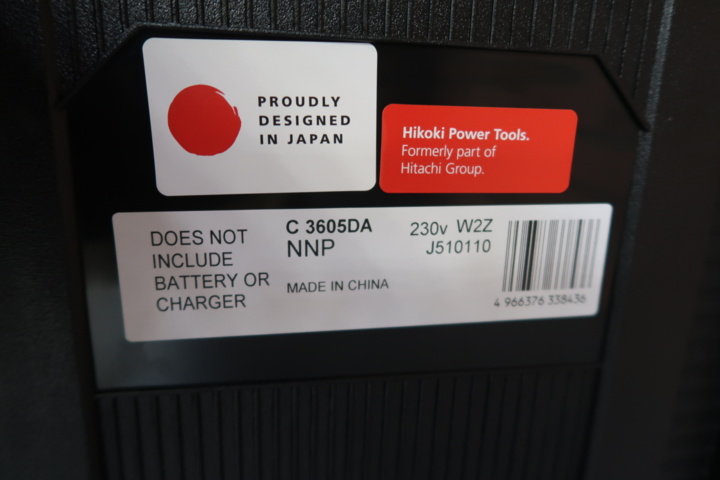 PROUDLY
DESIGNED
IN JAPAN
Hikoki Power Tools.
Formerly part of
Hitachi Group.
DOES NOT
INCLUDE
BATTERY OR
CHARGER
C 3605DA
NNP
MADE IN CHINA
230v W2Z
J510110
4 966376 338436